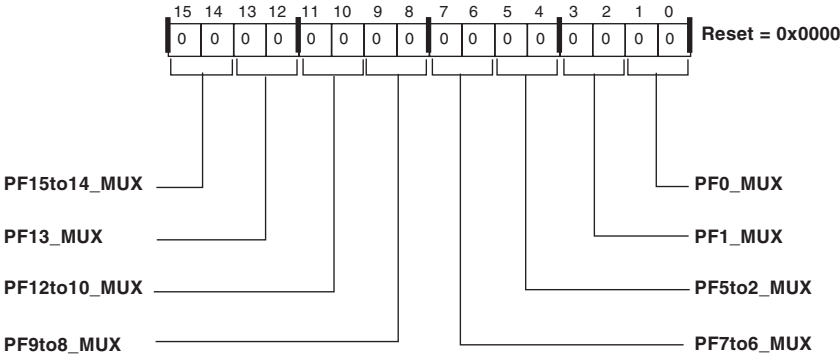 15 14 13 12 11 10 9 8 7 6 5 4 3 2 1 0
0 0 0 0 0 0 0 0 0 0 0 0 0 0 0 0 Reset = 0x0000
PF15to14_MUX PF0_MUX
PF13_MUX PF1_MUX
PF12to10_MUX PF5to2_MUX
PF9to8_MUX PF7to6_MUX